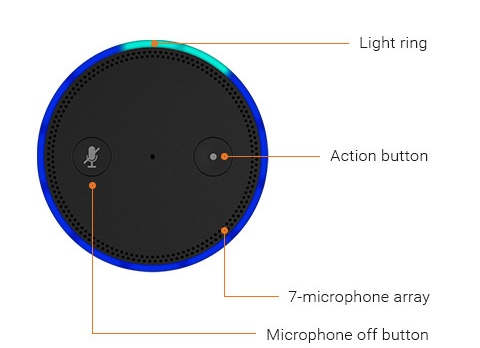 Light ring
Action button
7-microphone array
Microphone off button